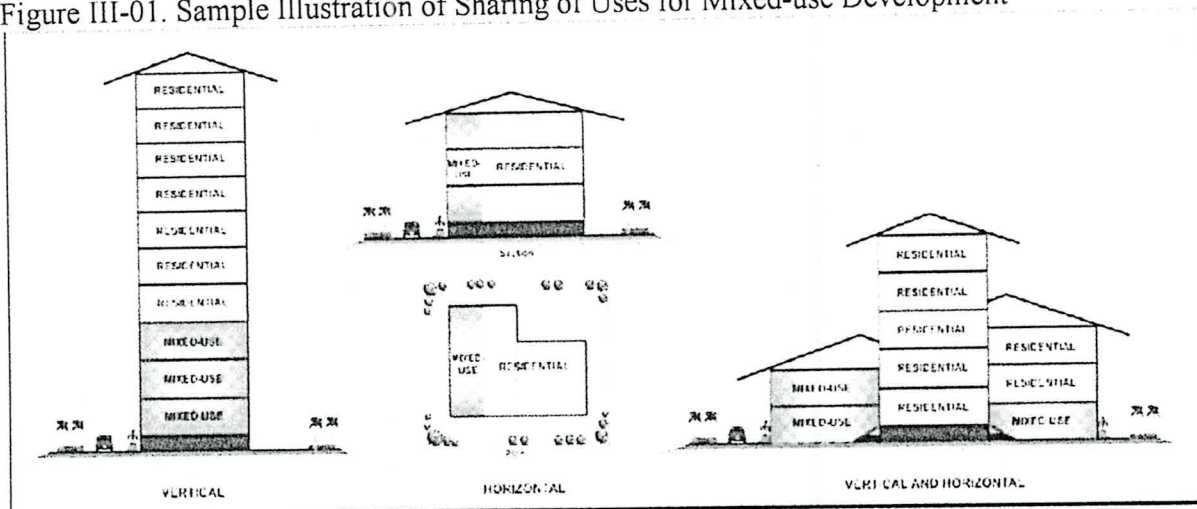 Figure III-01. Sample Illustration of Sharing of Uses for Mixed-use Development
RESIDENTIAL
RESIDENTIAL
RESIDENTIAL
RESIDENTIAL
RESIDENTIAL
RESIDENTIAL
RESIDENTIAL
MIXED-USE
MIXED-USE
MIXED-USE
VERTICAL
MIXED-
USE
RESIDENTIAL
Section
MIXED-
USE
RESIDENTIAL
Plan
HORIZONTAL
RESIDENTIAL
RESIDENTIAL
RESIDENTIAL
RESIDENTIAL
RESIDENTIAL
MIXED-USE
MIXED-USE
RESIDENTIAL
RESIDENTIAL
MIXED-USE
VERTICAL AND HORIZONTAL